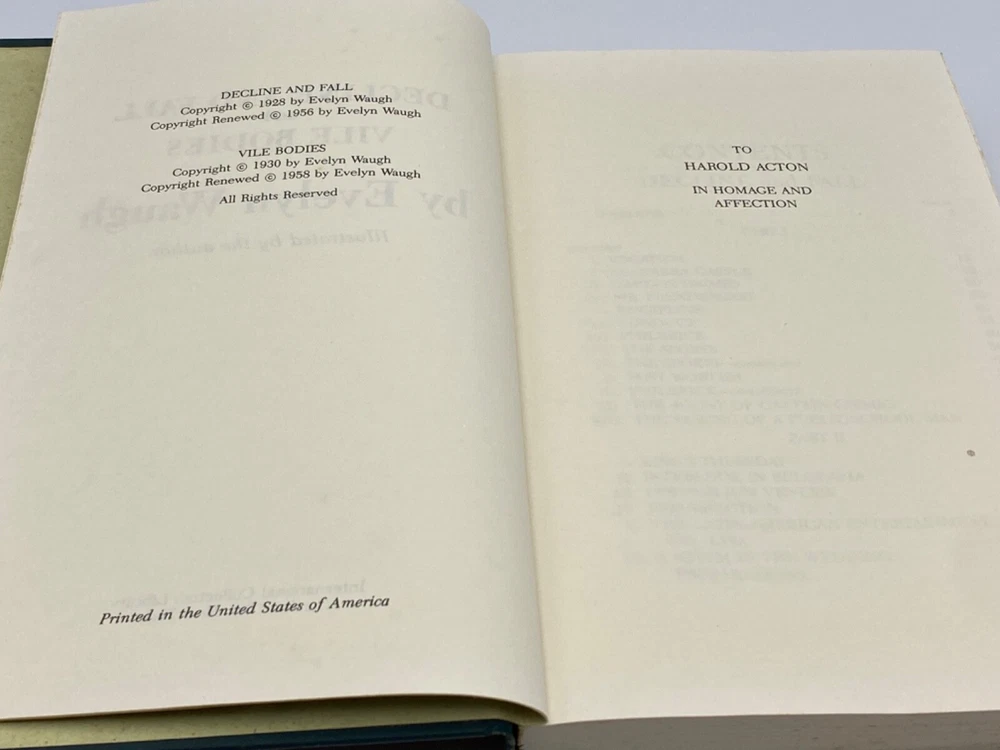 DECLINE AND FALL
Copyright © 1928 by Evelyn Waugh
Copyright Renewed © 1956 by Evelyn Waugh
VILE BODIES
Copyright © 1930 by Evelyn Waugh
Copyright Renewed © 1958 by Evelyn Waugh
All Rights Reserved
Printed in the United States of America
TO
HAROLD ACTON
IN HOMAGE AND
AFFECTION